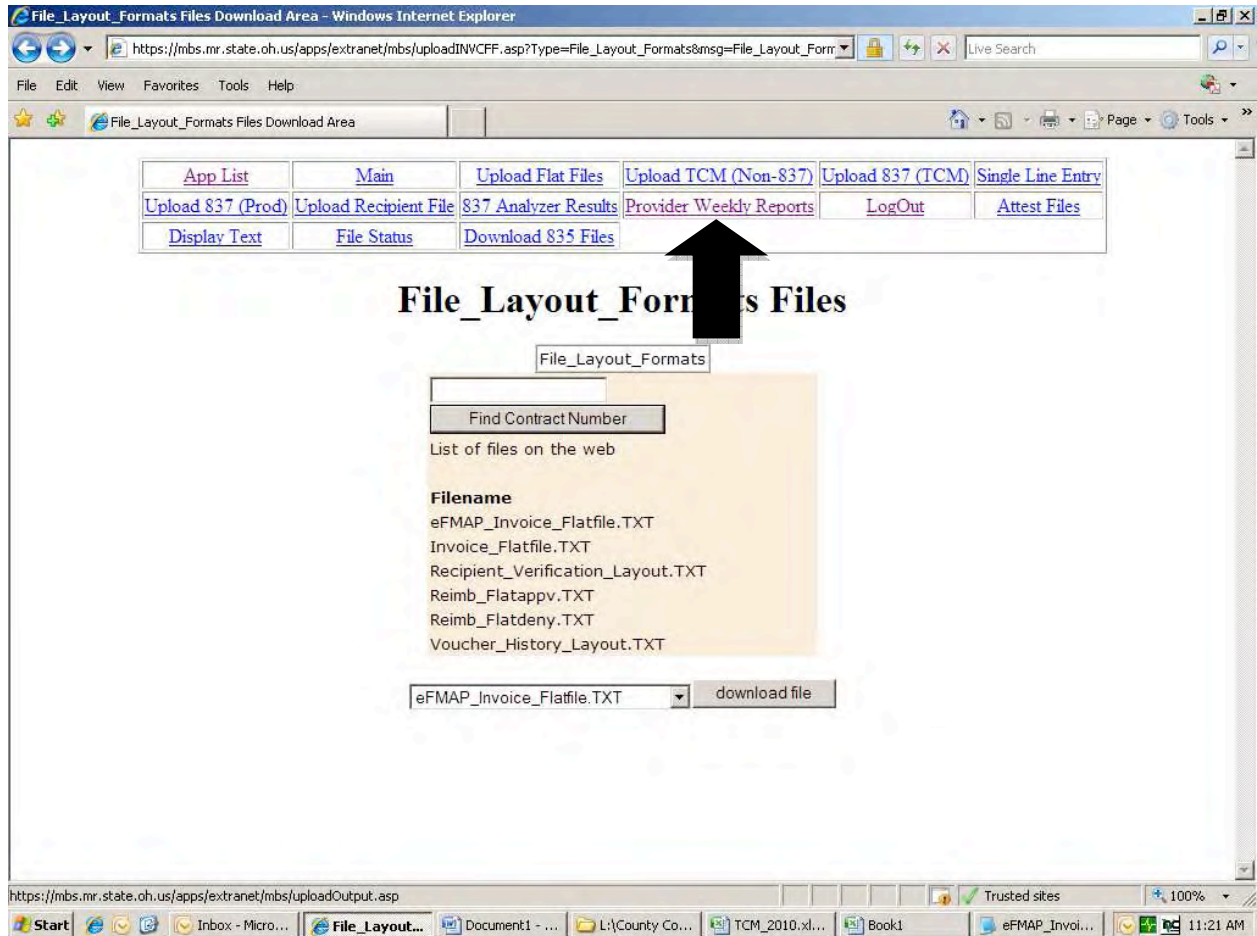 File_Layout_Formats Files Download Area - Windows Internet Explorer
https://mbs.mr.state.oh.us/apps/extranet/mbs/uploadINVCFF.asp?Type=File_Layout_Formats&msg=File_Layout_Form
Live Search
File Edit View Favorites Tools Help
File_Layout_Formats Files Download Area
Page Tools »
App List Main Upload Flat Files Upload TCM (Non-837) Upload 837 (TCM) Single Line Entry
Upload 837 (Prod) Upload Recipient File 837 Analyzer Results Provider Weekly Reports LogOut Attest Files
Display Text File Status Download 835 Files
File_Layout_Form s Files
File_Layout_Formats
Find Contract Number
List of files on the web
Filename
eFMAP_Invoice_Flatfile.TXT
Invoice_Flatfile.TXT
Recipient_Verification_Layout.TXT
Reimb_Flatappv.TXT
Reimb_Flatdeny.TXT
Voucher_History_Layout.TXT
eFMAP_Invoice_Flatfile.TXT download file
https://mbs.mr.state.oh.us/apps/extranet/mbs/uploadOutput.asp
Trusted sites 100%
Start Inbox - Micro... File_Layout... Document1 - ... L:\County Co... TCM_2010.xl... Book1 eFMAP_Invoi... 11:21 AM